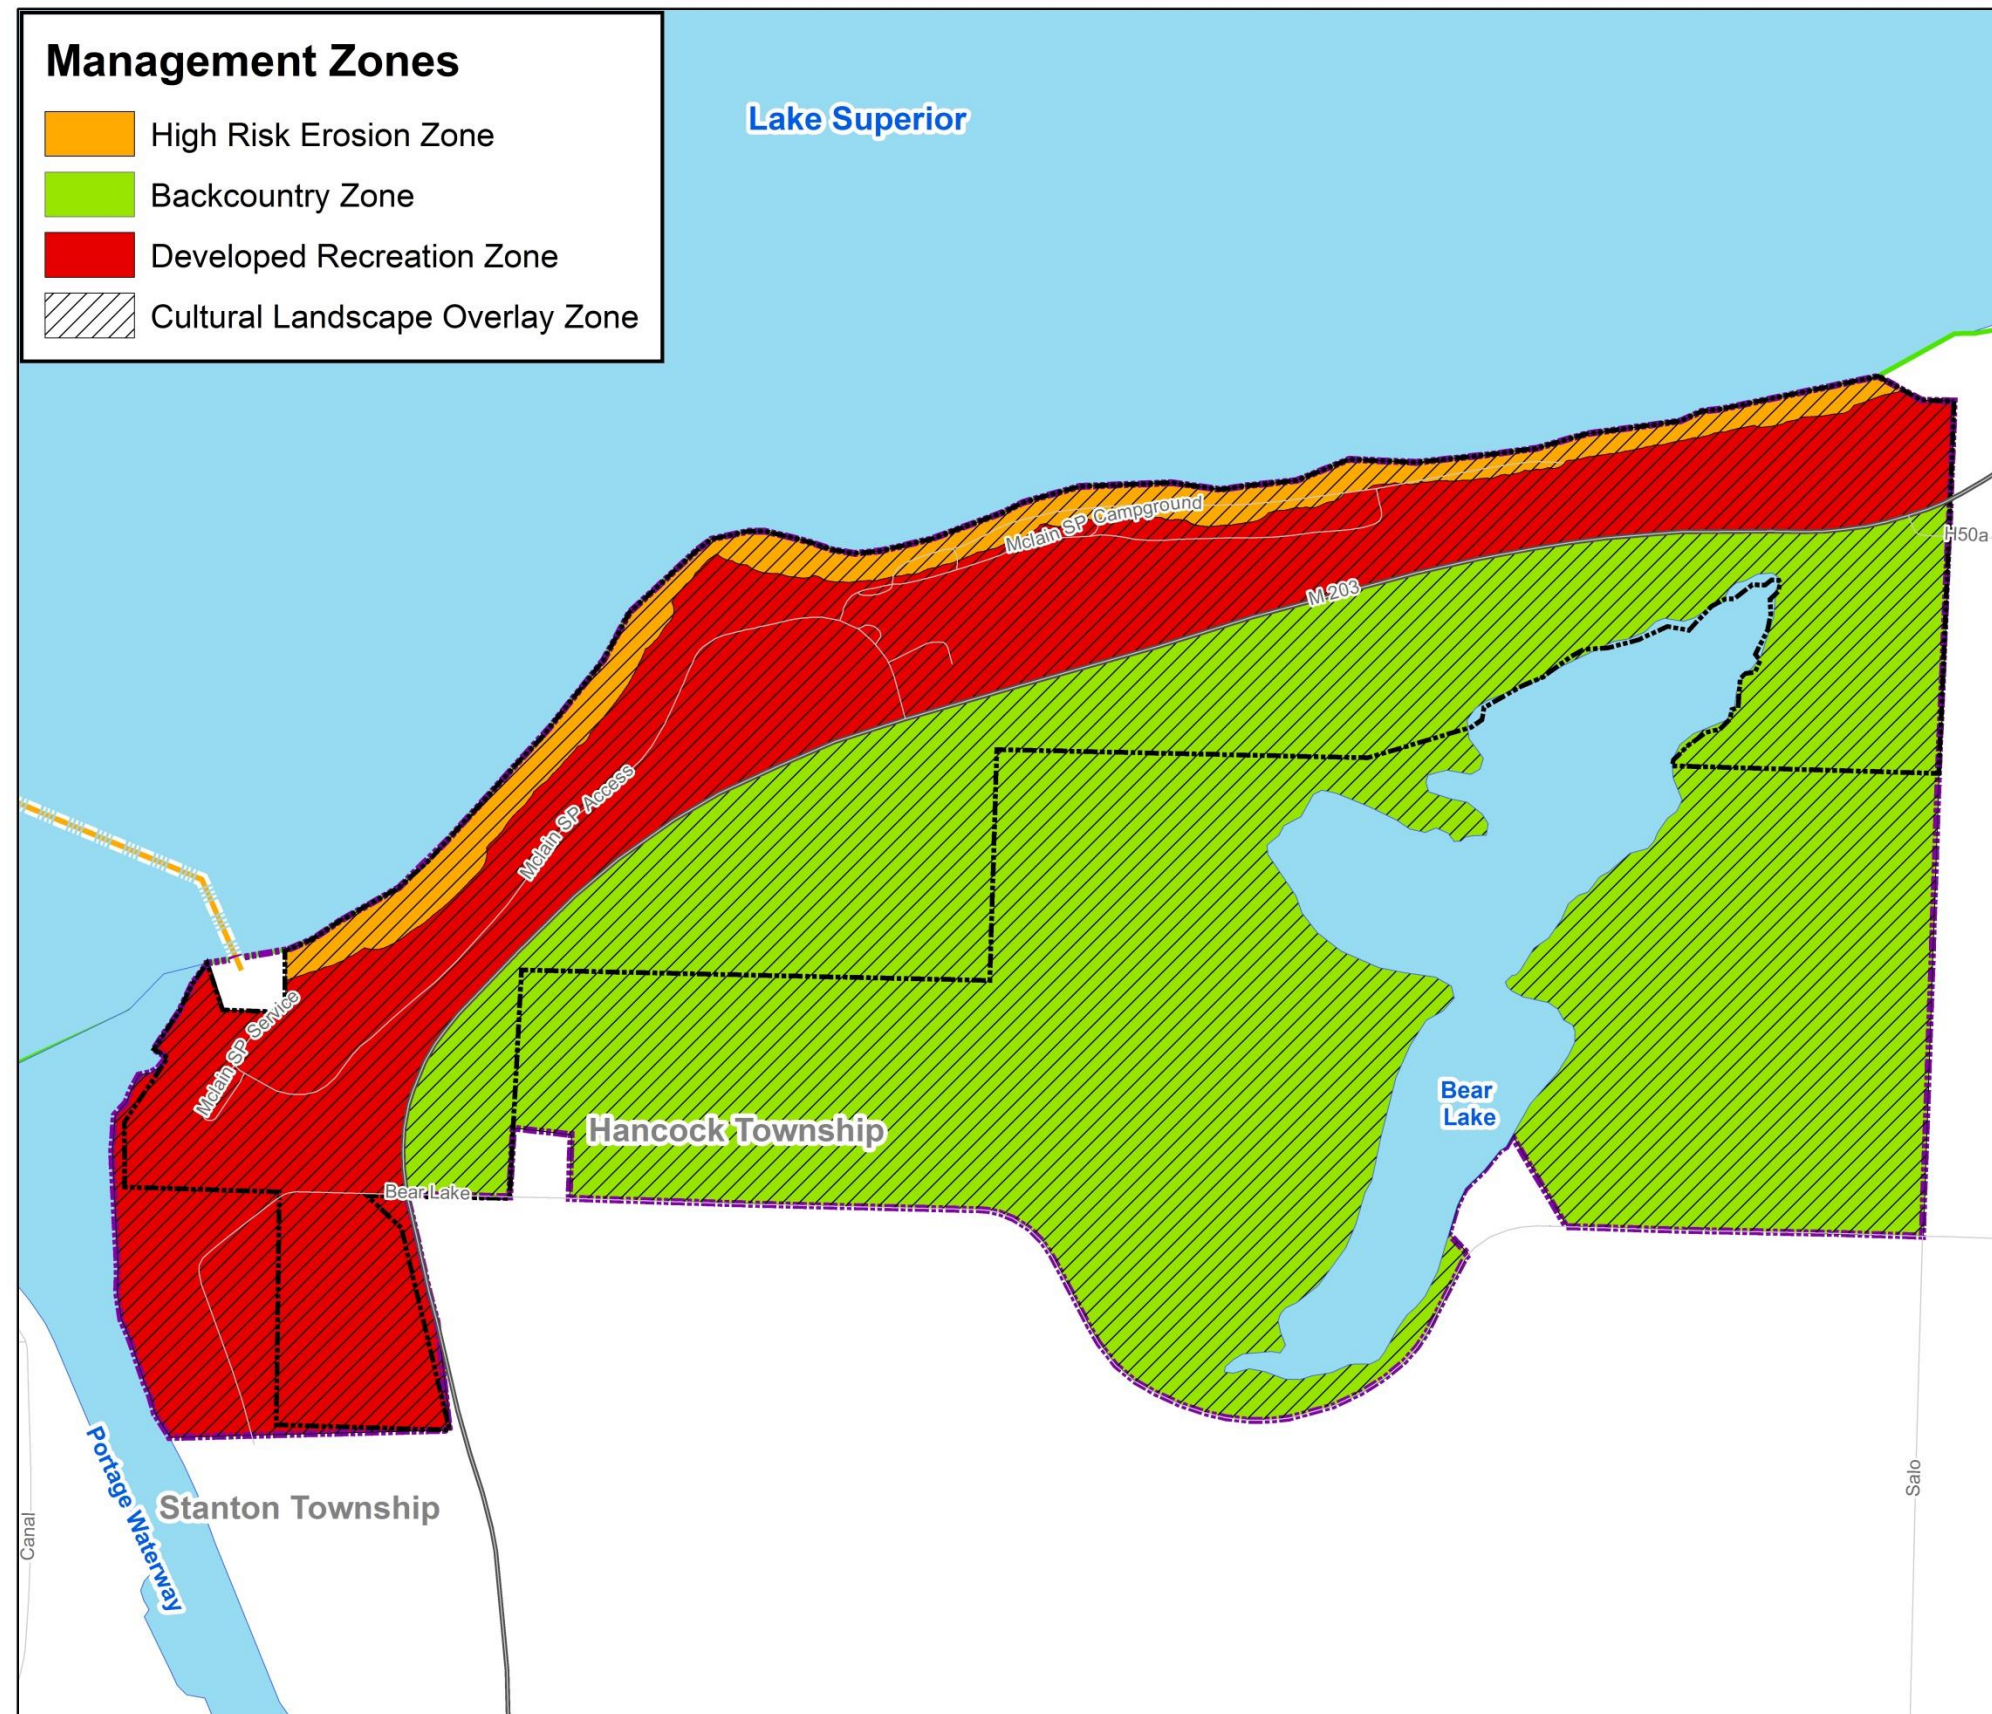 Management Zones
High Risk Erosion Zone
Backcountry Zone
Developed Recreation Zone
Cultural Landscape Overlay Zone
Lake Superior
Mclain SP Campground
H50a
M 203
Mclain SP Access
Mclain SP Service
Bear
Lake
Hancock Township
Bear Lake
Portage Waterway
Stanton Township
Salo
Canal